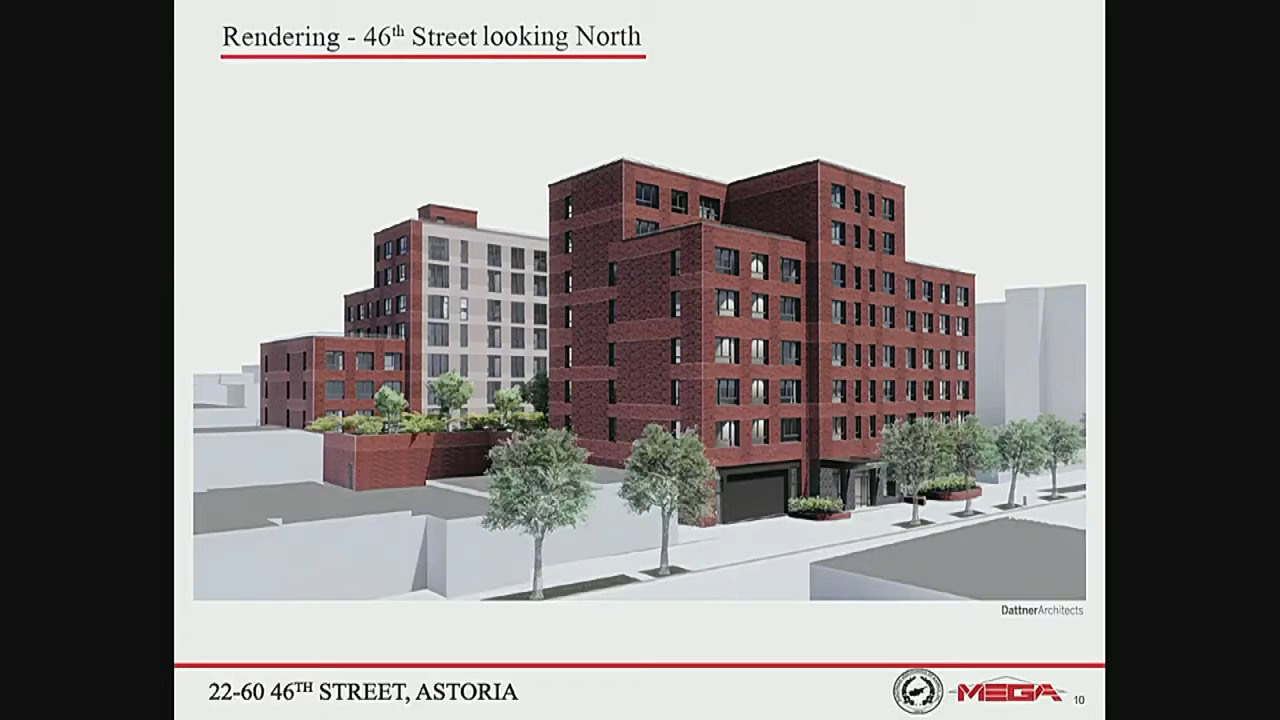 Rendering - 46th Street looking North
DattnerArchitects
22-60 46TH STREET, ASTORIA
MEGA
10